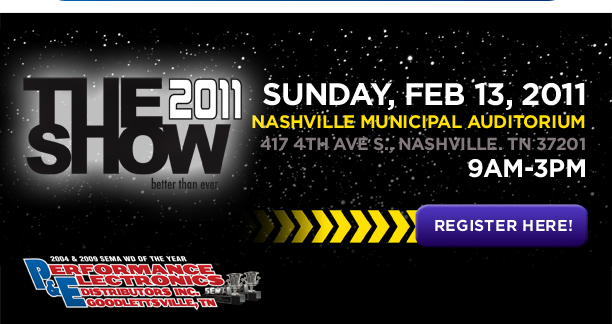 THE 2011
SHOW
better than ever.
SUNDAY, FEB 13, 2011
NASHVILLE MUNICIPAL AUDITORIUM
417 4TH AVE S., NASHVILLE. TN 37201
9AM-3PM
REGISTER HERE!
2004 & 2009 SEMA WD OF THE YEAR
PERFORMANCE
& ELECTRONICS
DISTRIBUTORS INC.
GOODLETTSVILLE, TN